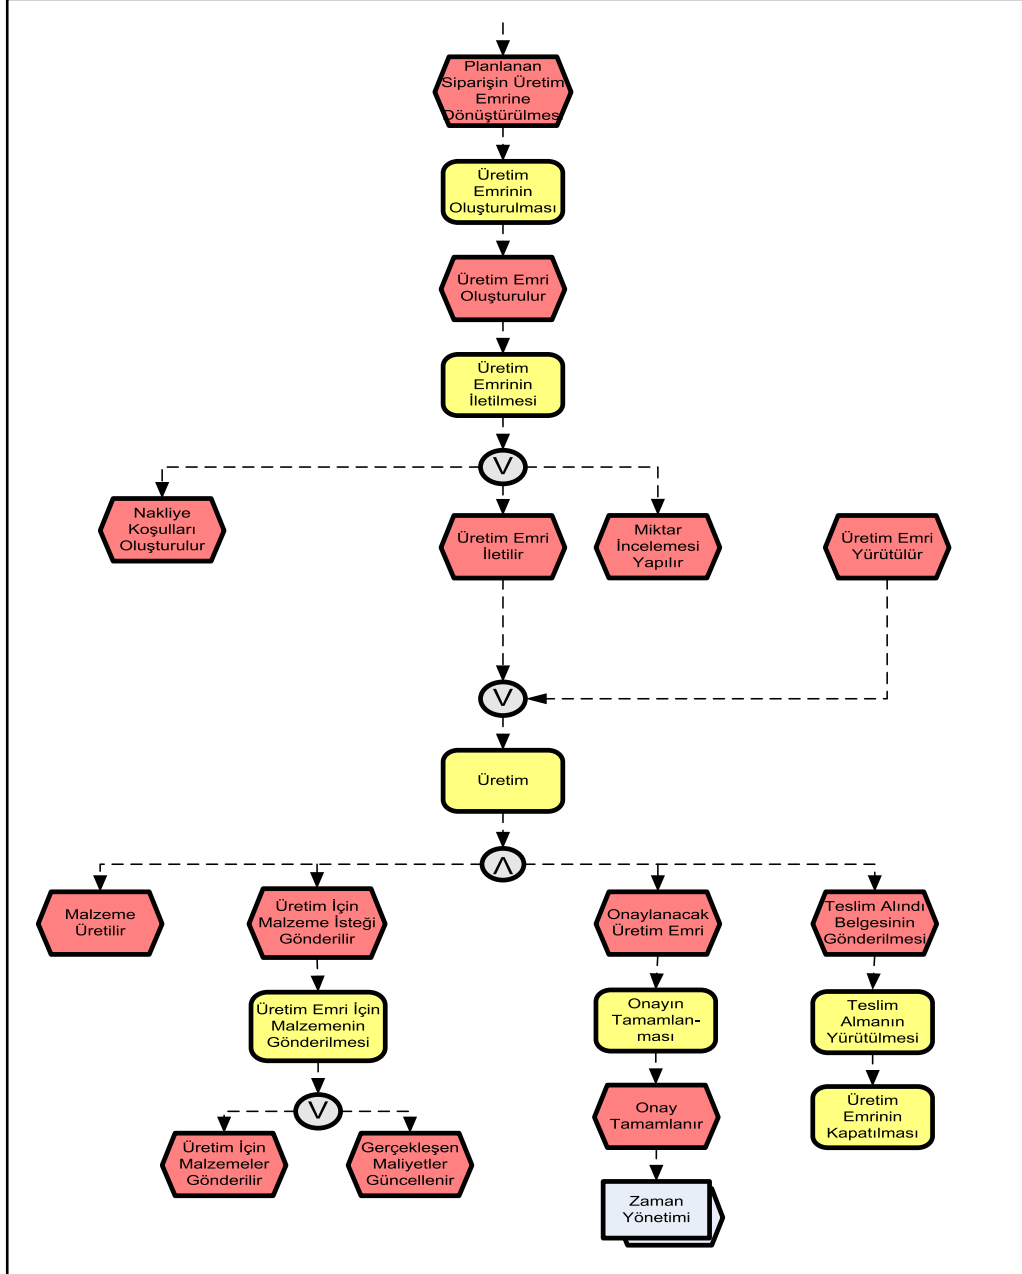 Planlanan
Siparişin Üretim
Emrine
Dönüştürülmesi
Üretim
Emrinin
Oluşturulması
Üretim Emri
Oluşturulur
Üretim
Emrinin
İletilmesi
V
Nakliye
Koşulları
Oluşturulur
Üretim Emri
İletilir
Miktar
İncelemesi
Yapılır
Üretim Emri
Yürütülür
V
Üretim
Λ
Malzeme
Üretilir
Üretim İçin
Malzeme İsteği
Gönderilir
Onaylanacak
Üretim Emri
Teslim Alındı
Belgesinin
Gönderilmesi
Üretim Emri İçin
Malzemenin
Gönderilmesi
Onayın
Tamamlan-
ması
Teslim
Almanın
Yürütülmesi
V
Üretim İçin
Malzemeler
Gönderilir
Gerçekleşen
Maliyetler
Güncellenir
Onay
Tamamlanır
Üretim
Emrinin
Kapatılması
Zaman
Yönetimi